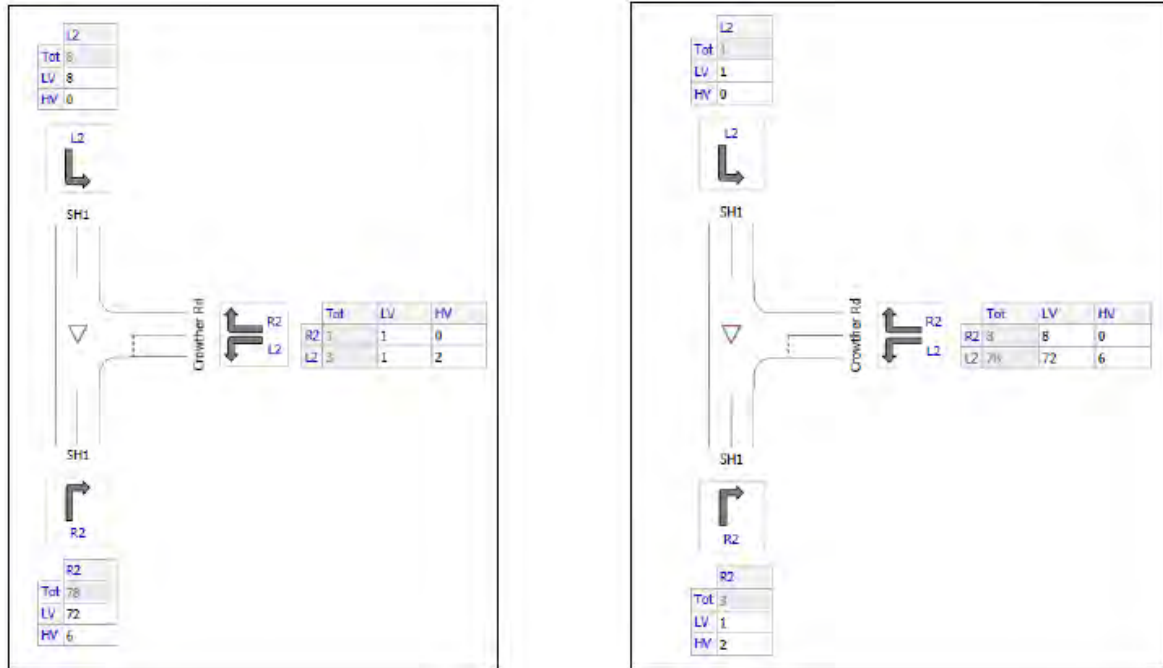 L2
Tot 8
LV 8
HV 0
L2
SH1
Crowther Rd
R2
L2
Tot LV HV
R2 1 1 0
L2 3 1 2
SH1
R2
R2
Tot 78
LV 72
HV 6
L2
Tot 1
LV 1
HV 0
L2
SH1
Crowther Rd
R2
L2
Tot LV HV
R2 8 8 0
L2 78 72 6
SH1
R2
R2
Tot 3
LV 1
HV 2